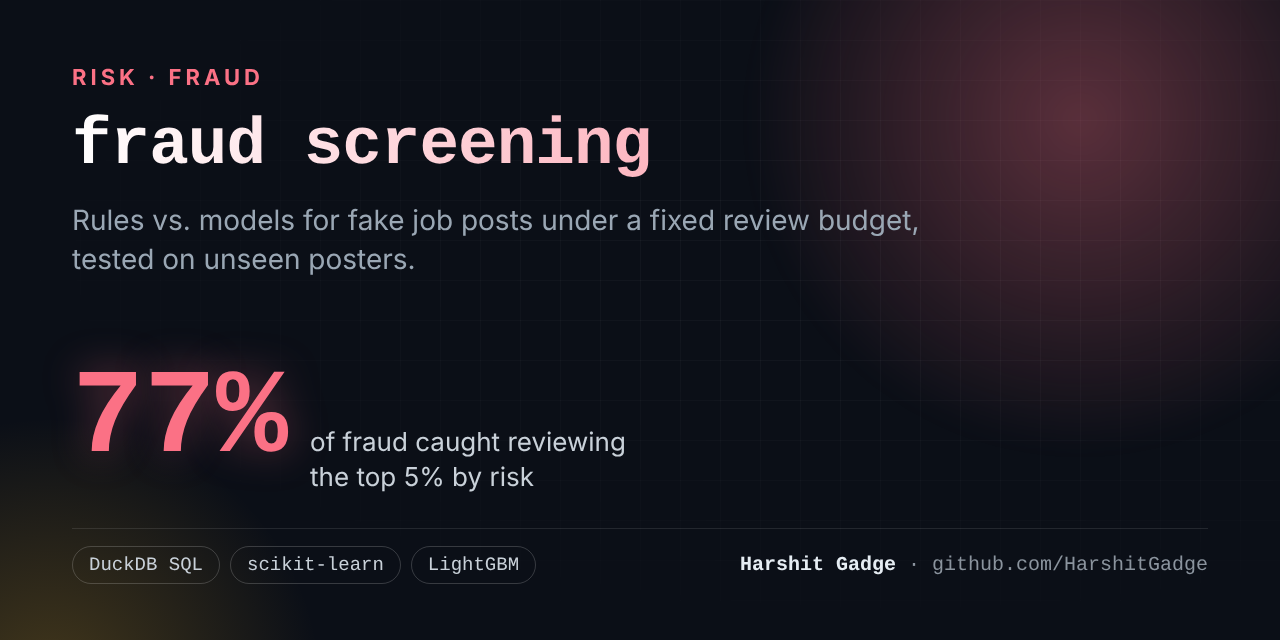 RISK · FRAUD
fraud screening
Rules vs. models for fake job posts under a fixed review budget,
tested on unseen posters.
77%
of fraud caught reviewing
the top 5% by risk
DuckDB SQL
scikit-learn
LightGBM
Harshit Gadge · github.com/HarshitGadge